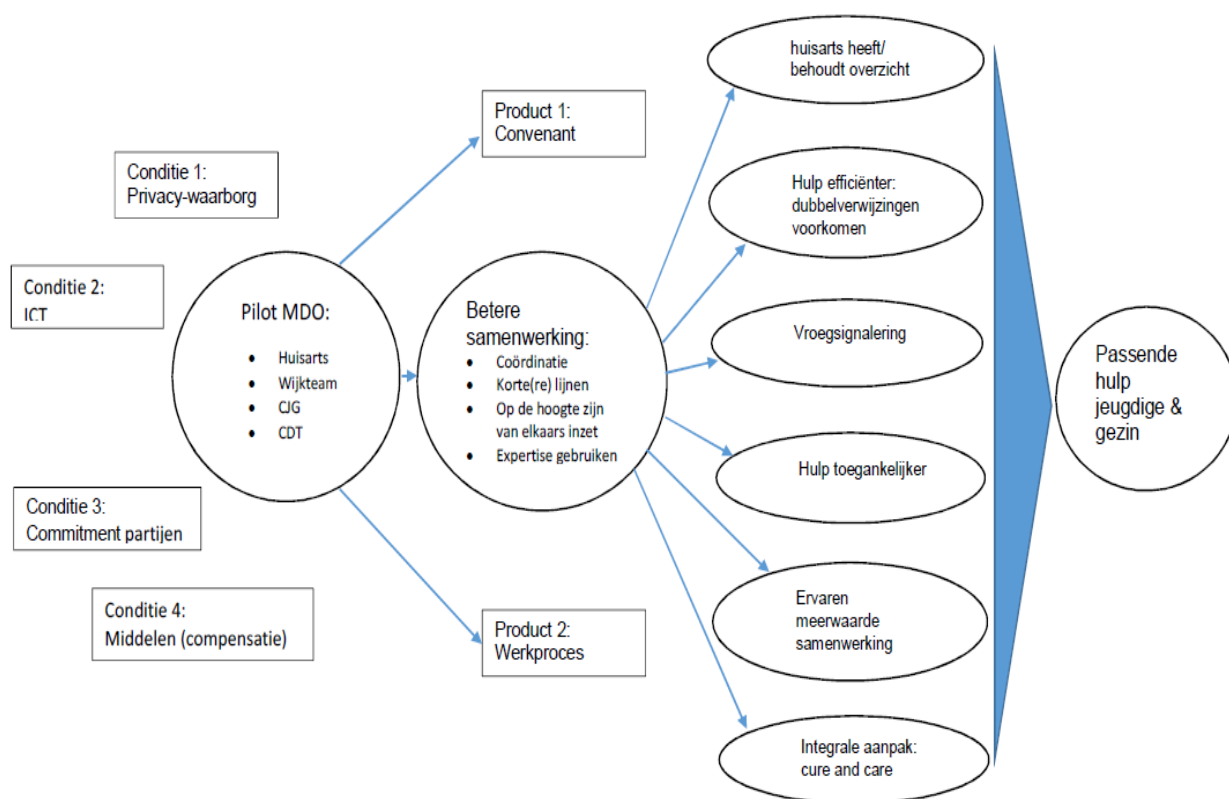 Conditie 1:
Privacy-waarborg
Conditie 2:
ICT
Conditie 3:
Commitment partijen
Conditie 4:
Middelen (compensatie)
Pilot MDO:
• Huisarts
• Wijkteam
• CJG
• CDT
Product 1:
Convenant
Betere
samenwerking:
• Coördinatie
• Korte(re) lijnen
• Op de hoogte zijn
van elkaars inzet
• Expertise gebruiken
Product 2:
Werkproces
huisarts heeft/
behoudt overzicht
Hulp efficiënter:
dubbelverwijzingen
voorkomen
Vroegsignalering
Hulp toegankelijker
Ervaren
meerwaarde
samenwerking
Integrale aanpak:
cure and care
Passende
hulp
jeugdige &
gezin